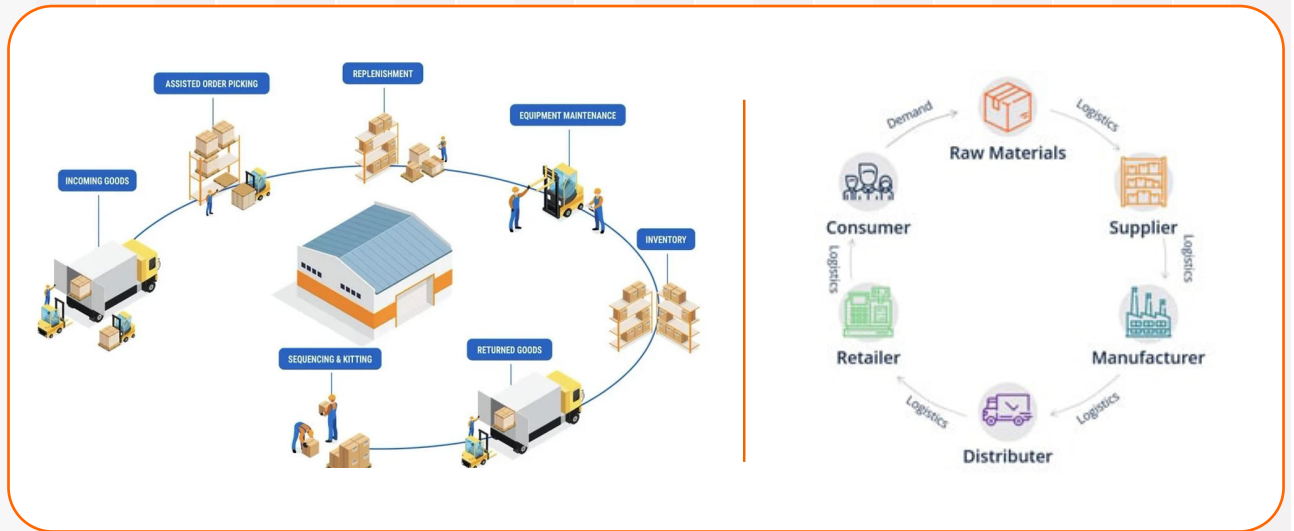 ASSISTED ORDER PICKING
REPLENISHMENT
EQUIPMENT MAINTENANCE
INCOMING GOODS
INVENTORY
SEQUENCING & KITTING
RETURNED GOODS
Demand
Raw Materials
Logistics
Supplier
Logistics
Manufacturer
Logistics
Distributer
Logistics
Retailer
Logistics
Consumer